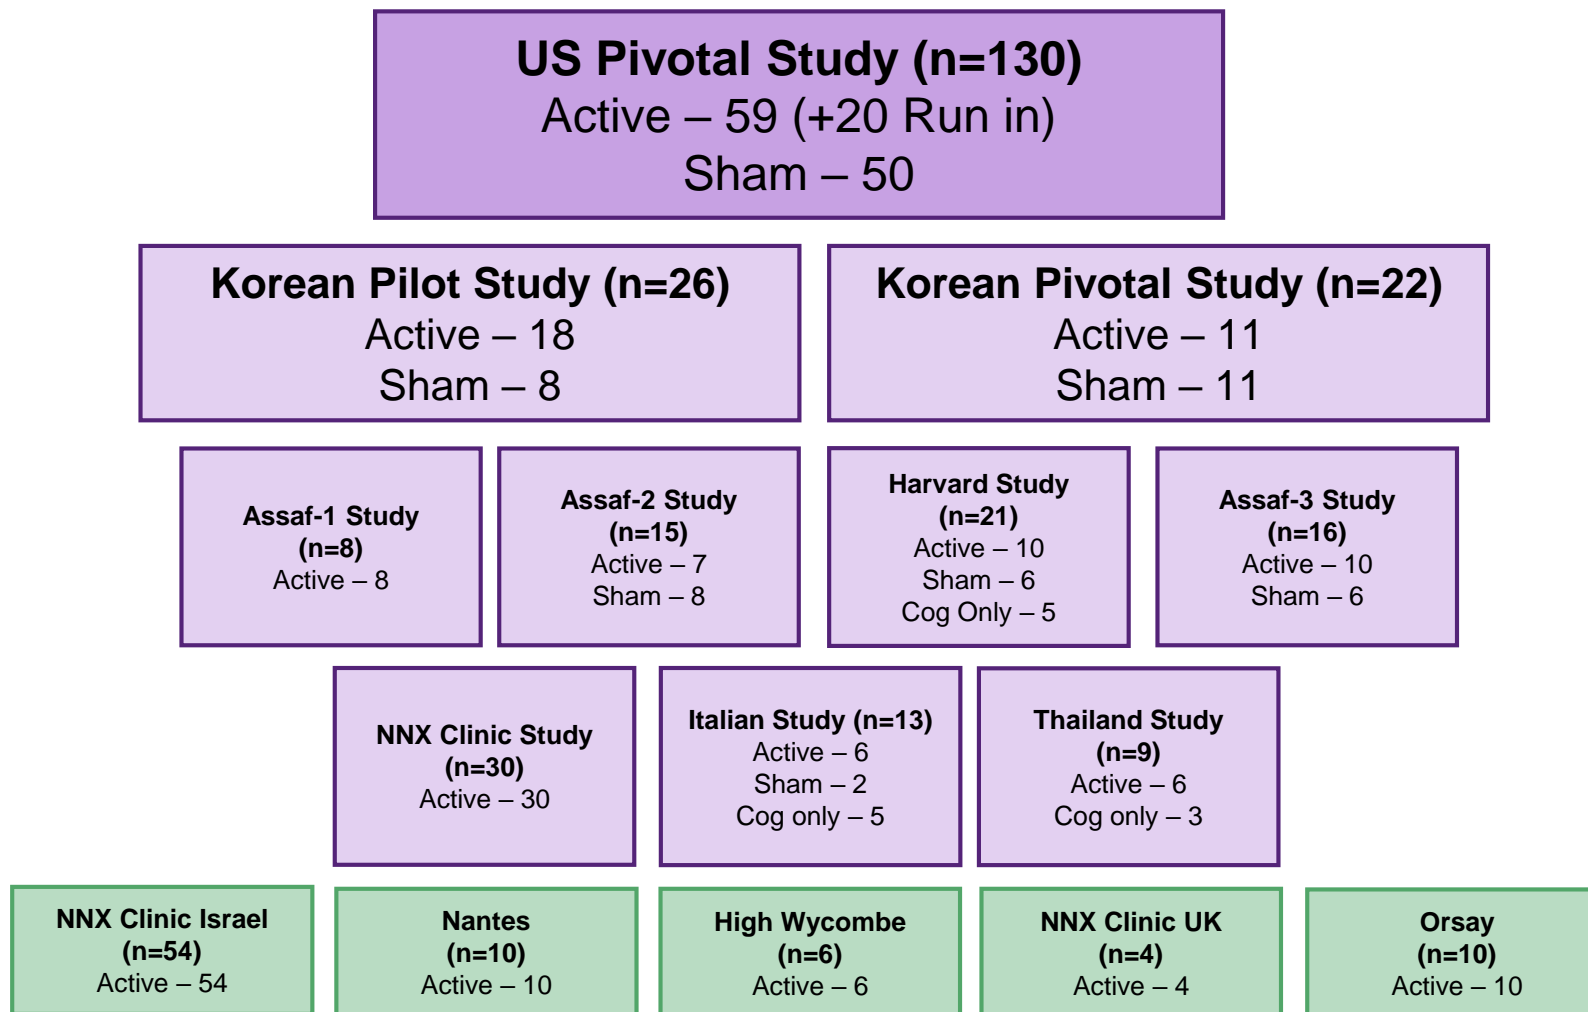 US Pivotal Study (n=130)
Active – 59 (+20 Run in)
Sham – 50
Korean Pilot Study (n=26)
Active – 18
Sham – 8
Korean Pivotal Study (n=22)
Active – 11
Sham – 11
Assaf-1 Study
(n=8)
Active – 8
Assaf-2 Study
(n=15)
Active – 7
Sham – 8
Harvard Study
(n=21)
Active – 10
Sham – 6
Cog Only – 5
Assaf-3 Study
(n=16)
Active – 10
Sham – 6
NNX Clinic Study
(n=30)
Active – 30
Italian Study (n=13)
Active – 6
Sham – 2
Cog only – 5
Thailand Study
(n=9)
Active – 6
Cog only – 3
NNX Clinic Israel
(n=54)
Active – 54
Nantes
(n=10)
Active – 10
High Wycombe
(n=6)
Active – 6
NNX Clinic UK
(n=4)
Active – 4
Orsay
(n=10)
Active – 10